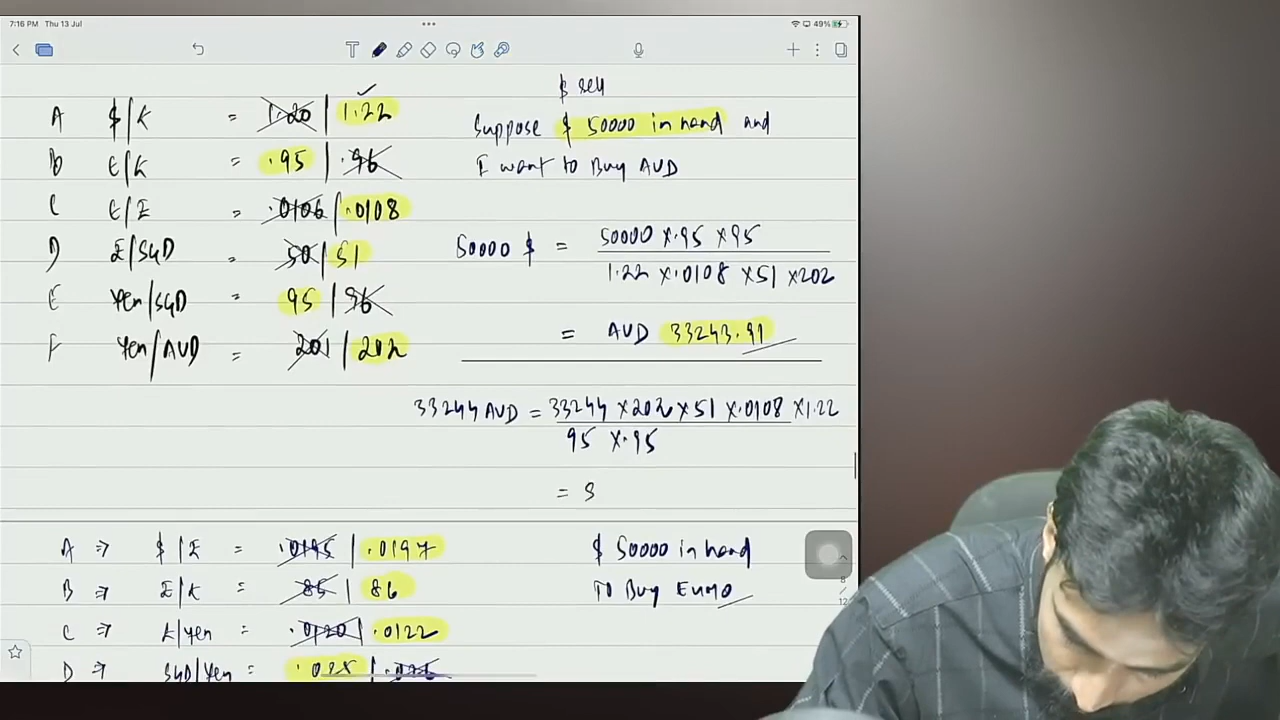 7:16 PM Thu 13 Jul
49%
$ sell
A $/K = 1.20 | 1.22
Suppose $ 50000 in hand and
B €/K = .95 | .96
I want to Buy AUD
C €/£ = .0106 | .0108
D £/SGD = 50 | 51
50000 $ = 50000 x .95 x 95
1.22 x .0108 x 51 x 202
E Yen/SGD = 95 | 96
= AUD 33243.91
F Yen/AUD = 201 | 202
33244 AUD = 33244 x 202 x 51 x .0108 x 1.22
95 x .95
= 8
A ⇒ $ | £ = .0195 | .0197
$ 50000 in hand
B ⇒ £/K = 85 | 86
To Buy EURO
C ⇒ K/yen = .0120 | .0122
D ⇒ SGD/Yen =
8
12